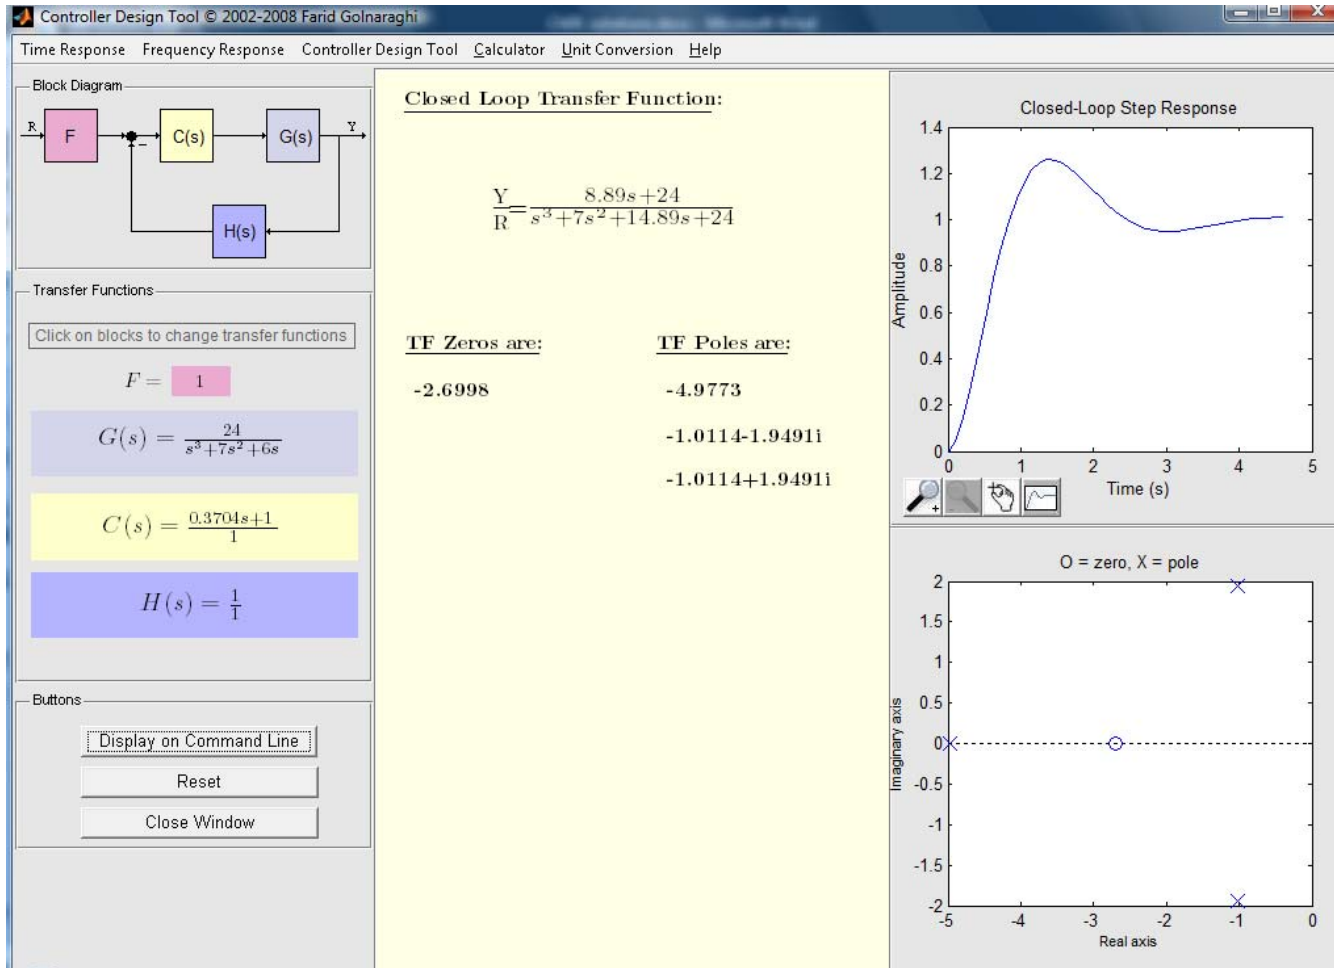 Controller Design Tool © 2002-2008 Farid Golnaraghi
Time Response Frequency Response Controller Design Tool Calculator Unit Conversion Help
Block Diagram
R
F
C(s)
G(s)
Y
−
H(s)
Transfer Functions
Click on blocks to change transfer functions
F = 1
G(s) = 24 / s³+7s²+6s
C(s) = 0.3704s+1 / 1
H(s) = 1/1
Buttons
Display on Command Line
Reset
Close Window
Closed Loop Transfer Function:
Y/R = 8.89s+24 / s³+7s²+14.89s+24
TF Zeros are:
-2.6998
TF Poles are:
-4.9773
-1.0114-1.9491i
-1.0114+1.9491i
Closed-Loop Step Response
Amplitude
1.4
1.2
1
0.8
0.6
0.4
0.2
0
0 1 2 3 4 5
Time (s)
O = zero, X = pole
Imaginary axis
2
1.5
1
0.5
0
-0.5
-1
-1.5
-2
-5 -4 -3 -2 -1 0
Real axis